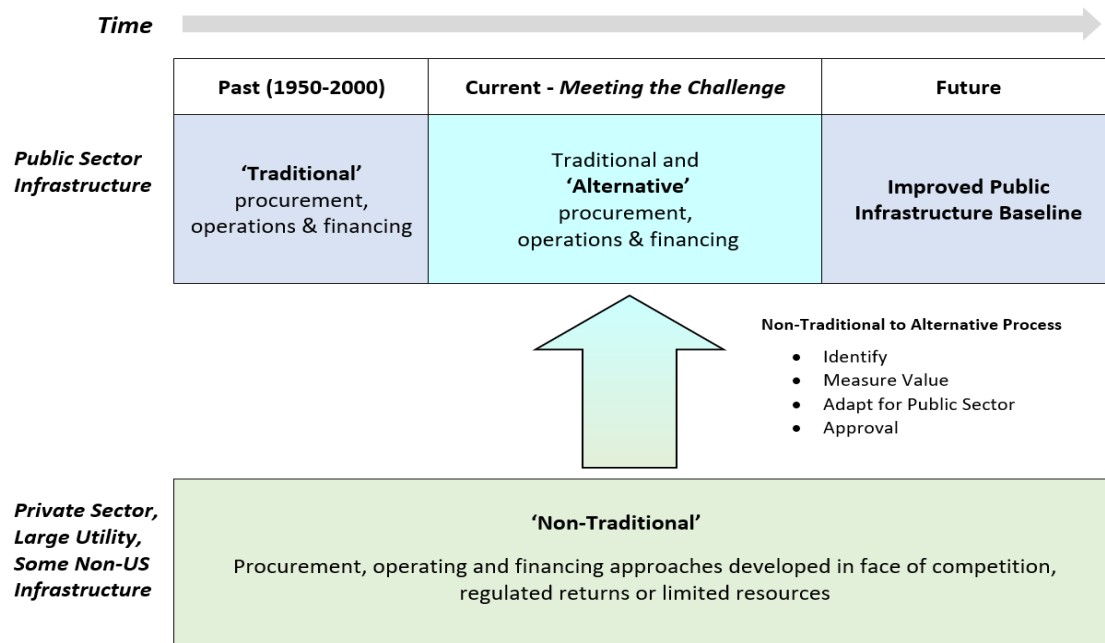 Time
Past (1950-2000)
Current - Meeting the Challenge
Future
Public Sector
Infrastructure
‘Traditional’
procurement,
operations & financing
Traditional and
‘Alternative’
procurement,
operations & financing
Improved Public
Infrastructure Baseline
Non-Traditional to Alternative Process
• Identify
• Measure Value
• Adapt for Public Sector
• Approval
Private Sector,
Large Utility,
Some Non-US
Infrastructure
‘Non-Traditional’
Procurement, operating and financing approaches developed in face of competition,
regulated returns or limited resources